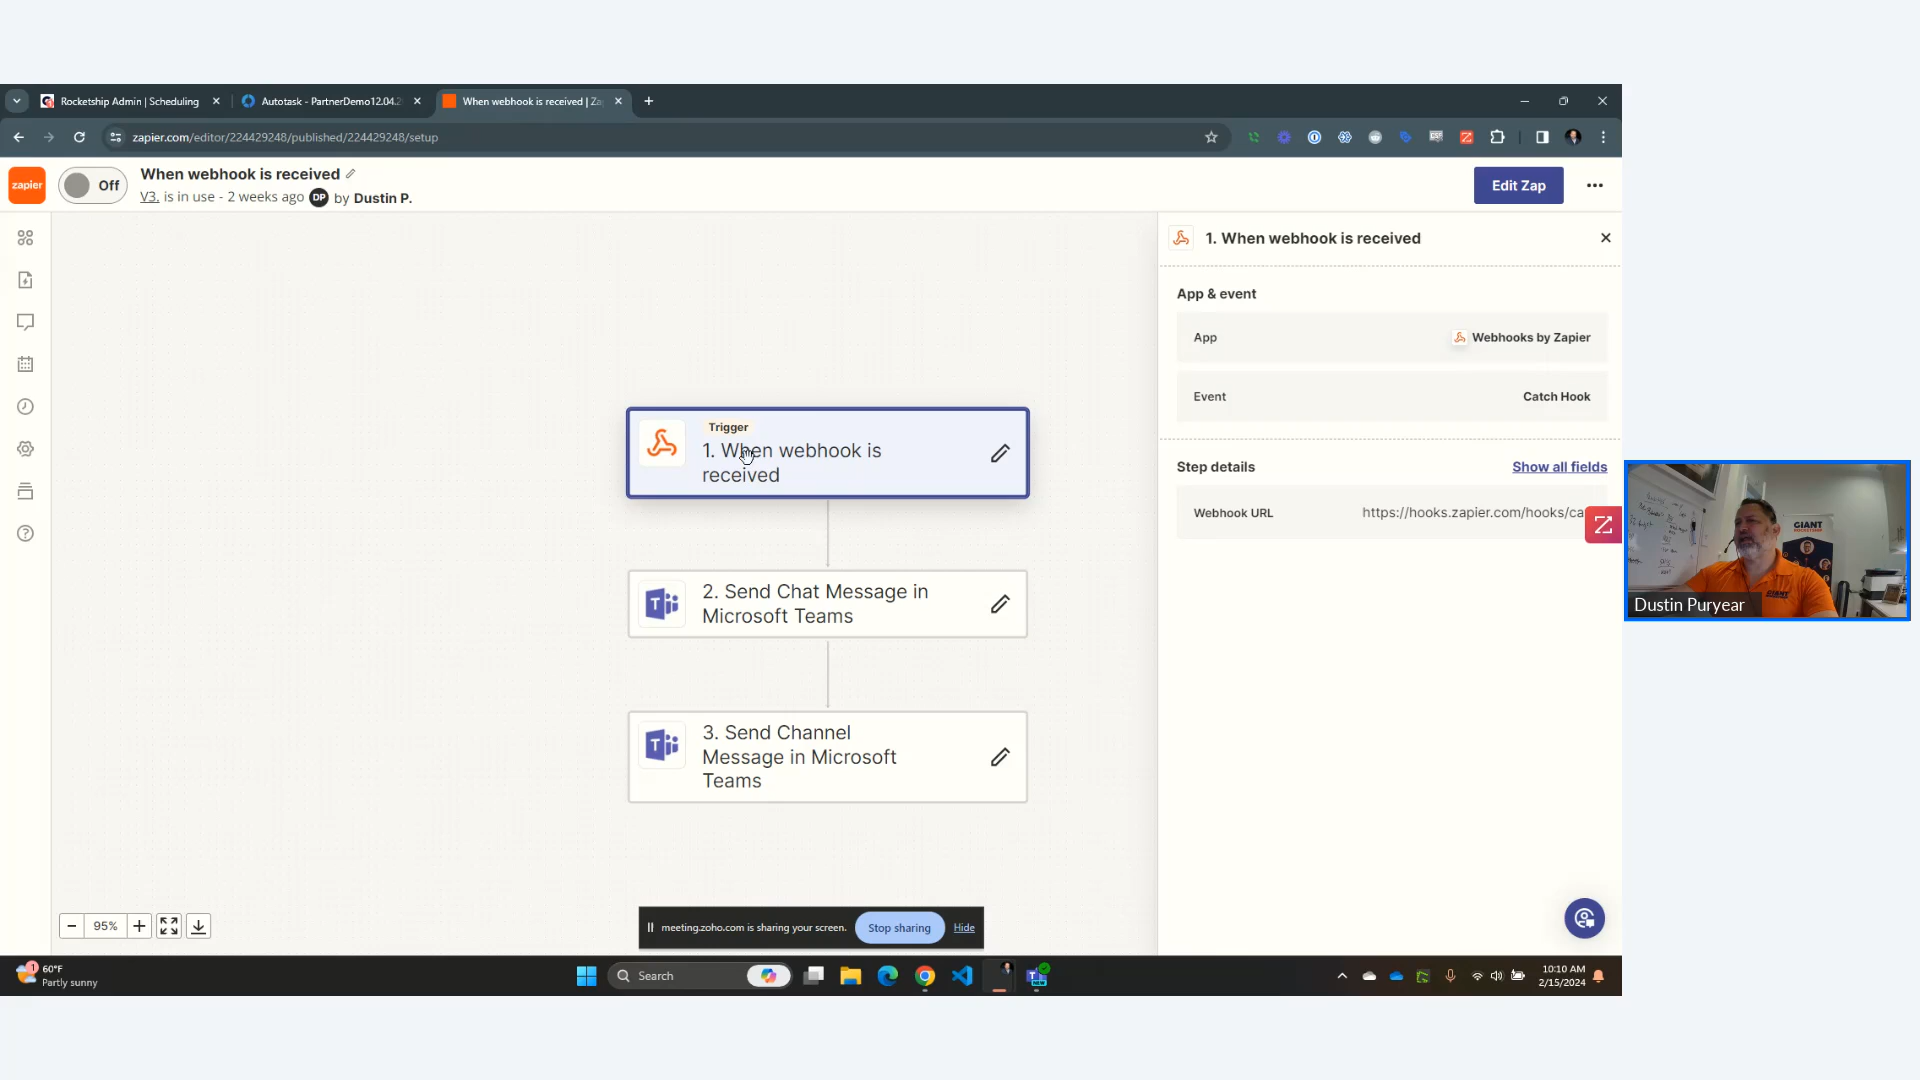 Rocketship Admin | Scheduling
Autotask - PartnerDemo12.04.2
When webhook is received | Za
zapier.com/editor/224429248/published/224429248/setup
zapier
Off
When webhook is received
V3. is in use - 2 weeks ago DP by Dustin P.
Edit Zap
1. When webhook is received
App & event
App
Webhooks by Zapier
Event
Catch Hook
Step details
Show all fields
Webhook URL
https://hooks.zapier.com/hooks/ca
Trigger
1. When webhook is
received
2. Send Chat Message in
Microsoft Teams
3. Send Channel
Message in Microsoft
Teams
GIANT
Dustin Puryear
95%
meeting.zoho.com is sharing your screen.
Stop sharing
Hide
1
60°F
Partly sunny
Search
NEW
10:10 AM
2/15/2024